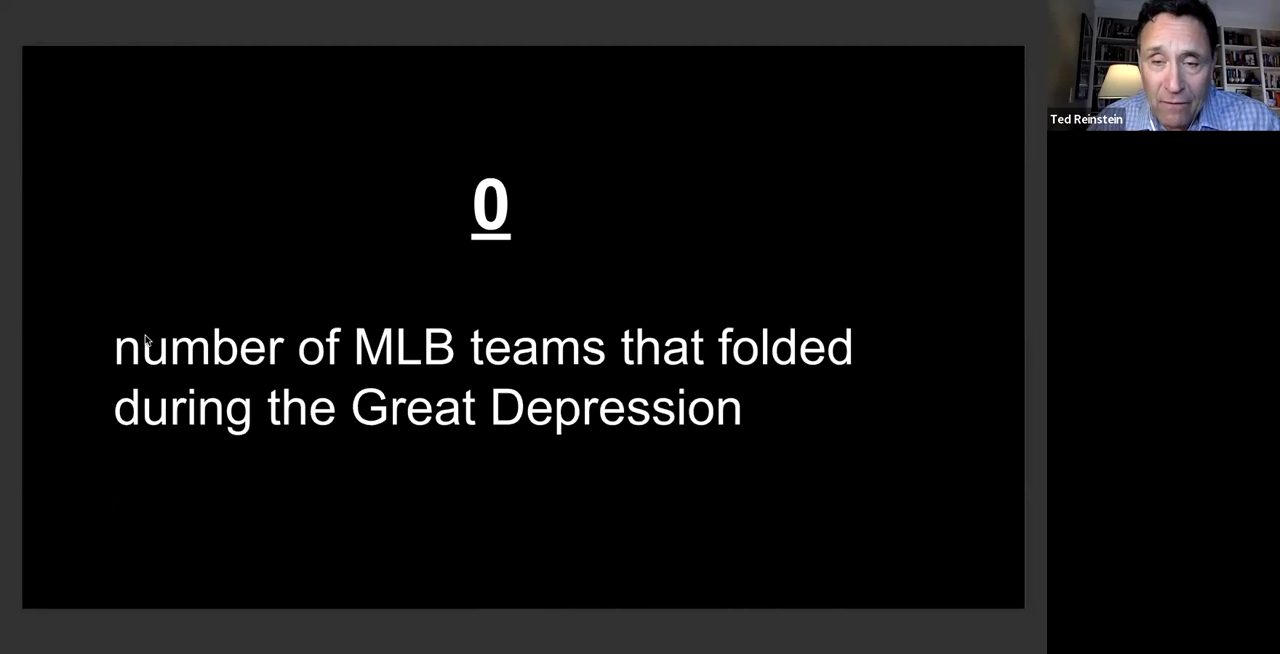 0
number of MLB teams that folded
during the Great Depression
Ted Reinstein